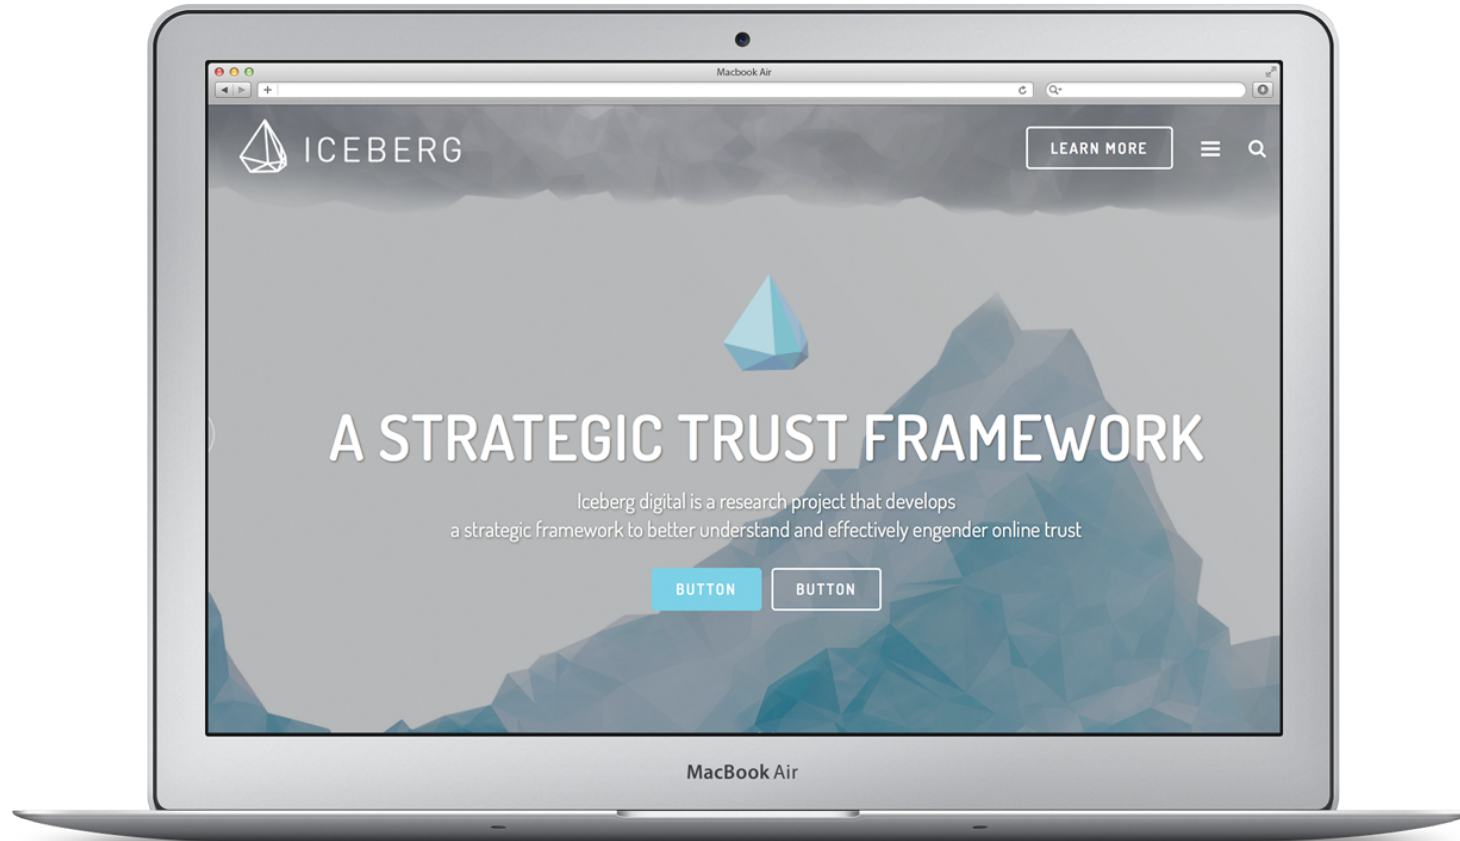 Macbook Air
ICEBERG
LEARN MORE
A STRATEGIC TRUST FRAMEWORK
Iceberg digital is a research project that develops
a strategic framework to better understand and effectively engender online trust
BUTTON
BUTTON
MacBook Air